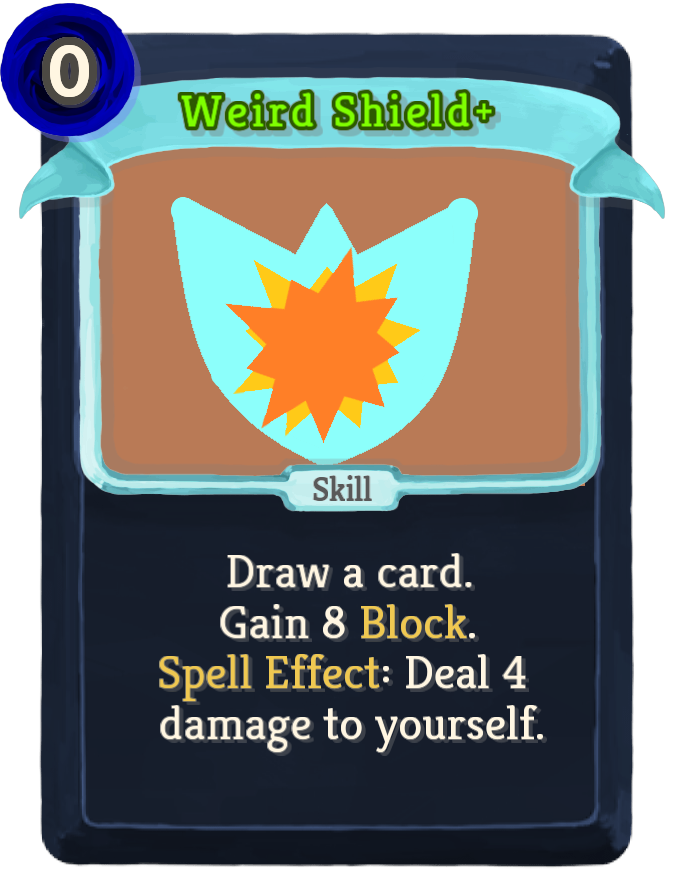 0
Weird Shield+
Skill
Draw a card.
Gain 8 Block.
Spell Effect: Deal 4
damage to yourself.